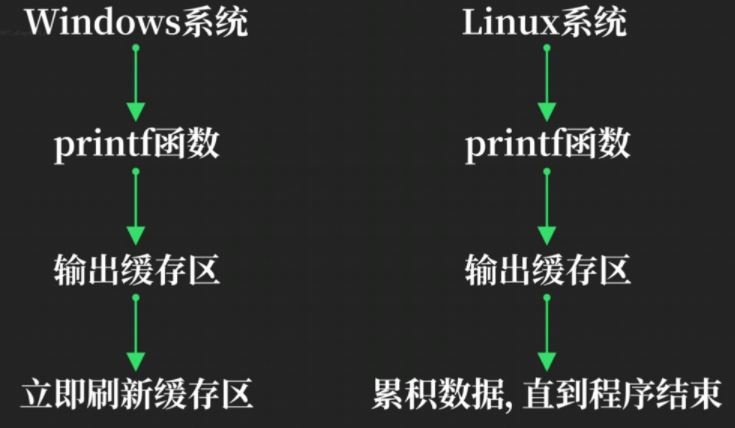 Windows系统
printf函数
输出缓存区
立即刷新缓存区
Linux系统
printf函数
输出缓存区
累积数据, 直到程序结束